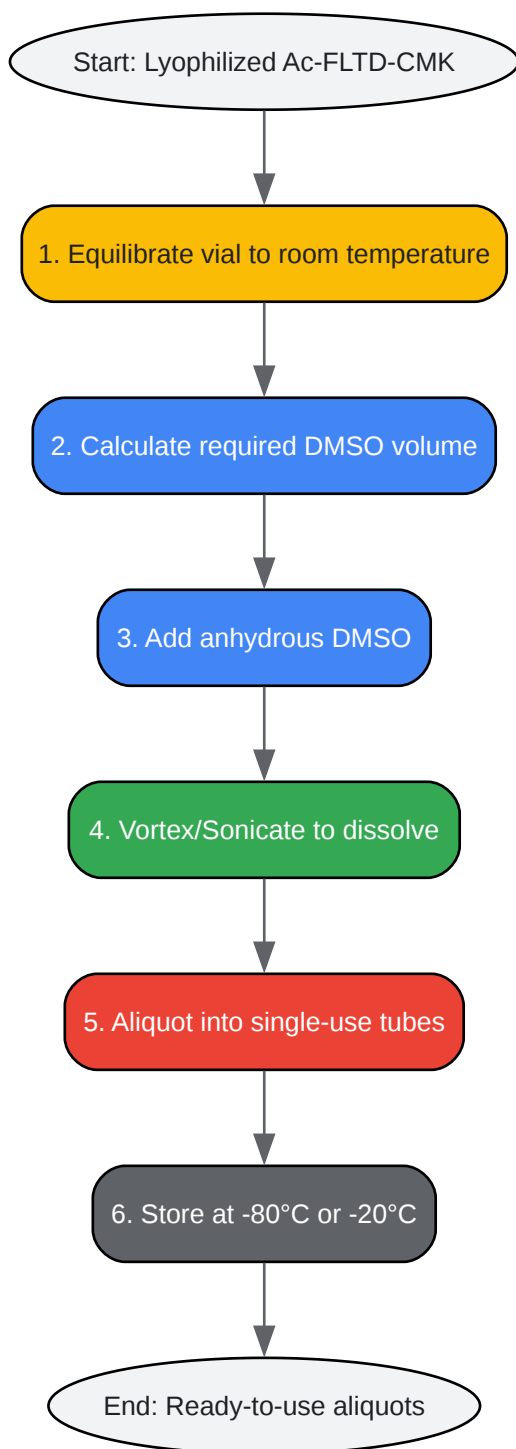 Start: Lyophilized Ac-FLTD-CMK
1. Equilibrate vial to room temperature
2. Calculate required DMSO volume
3. Add anhydrous DMSO
4. Vortex/Sonicate to dissolve
5. Aliquot into single-use tubes
6. Store at -80°C or -20°C
End: Ready-to-use aliquots